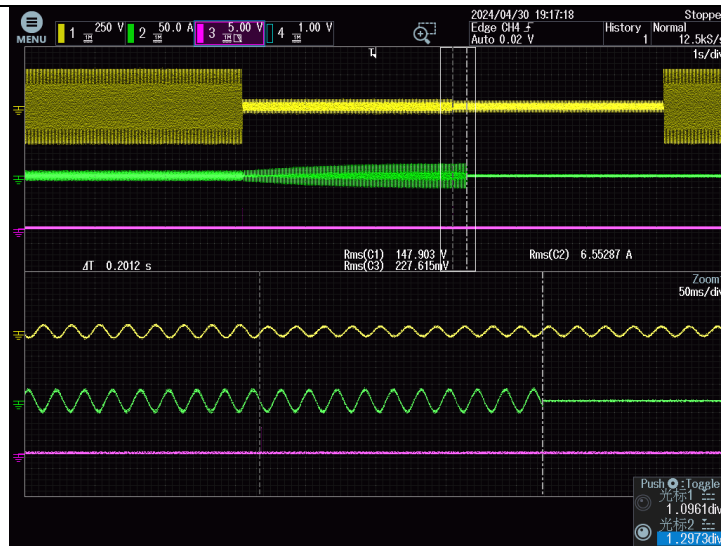 2024/04/30 19:17:18 Stoppe
MENU 1 250 V 2 50.0 A 3 5.00 V 4 1.00 V Edge CH4 History Normal
Auto 0.02 V 1 12.5kS/s
1s/div
Rms(C1) 147.903 V Rms(C2) 6.55287 A
ΔT 0.2012 s Rms(C3) 227.615mV
Zoom1
50ms/div
Push :Toggle
光标1
1.0961div
光标2
1.2973div